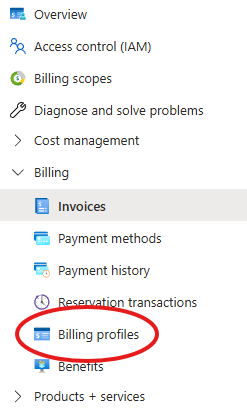 Overview
Access control (IAM)
Billing scopes
Diagnose and solve problems
Cost management
Billing
Invoices
Payment methods
Payment history
Reservation transactions
Billing profiles
Benefits
Products + services